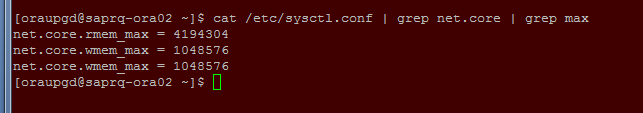 [oraupgd@saprq-ora02 ~]$ cat /etc/sysctl.conf | grep net.core | grep max
net.core.rmem_max = 4194304
net.core.wmem_max = 1048576
net.core.wmem_max = 1048576
[oraupgd@saprq-ora02 ~]$